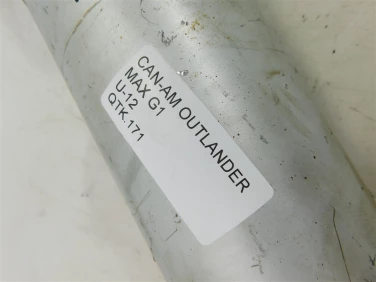 CAN-AM OUTLANDER
MAX G1
U-12
QTK.171